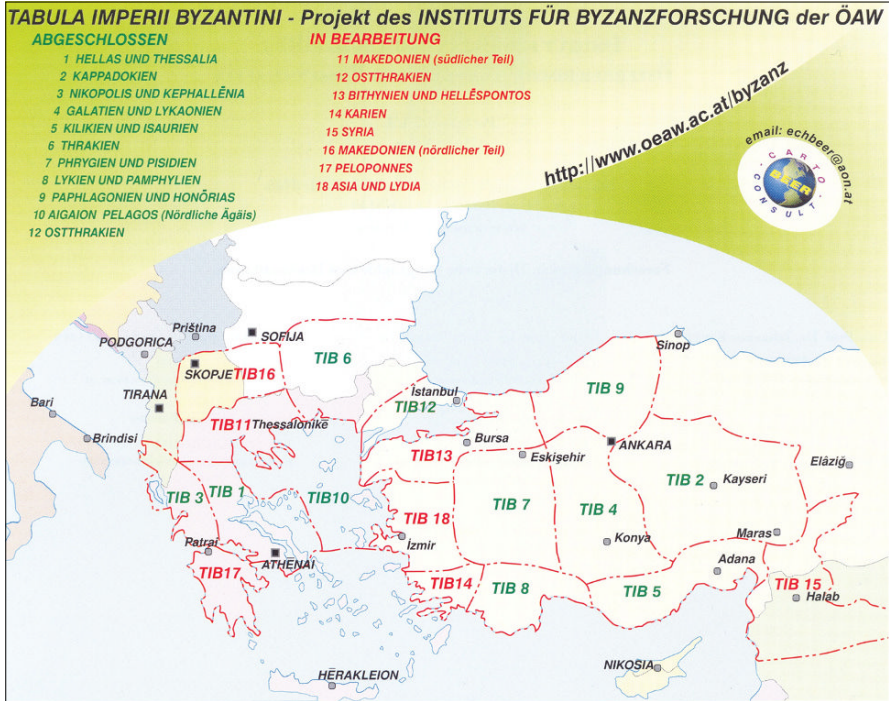 TABULA IMPERII BYZANTINI - Projekt des INSTITUTS FÜR BYZANZFORSCHUNG der ÖAW
ABGESCHLOSSEN
1 HELLAS UND THESSALIA
2 KAPPADOKIEN
3 NIKOPOLIS UND KEPHALLĒNIA
4 GALATIEN UND LYKAONIEN
5 KILIKIEN UND ISAURIEN
6 THRAKIEN
7 PHRYGIEN UND PISIDIEN
8 LYKIEN UND PAMPHYLIEN
9 PAPHLAGONIEN UND HONŌRIAS
10 AIGAION PELAGOS (Nördliche Ägäis)
12 OSTTHRAKIEN
IN BEARBEITUNG
11 MAKEDONIEN (südlicher Teil)
12 OSTTHRAKIEN
13 BITHYNIEN UND HELLĒSPONTOS
14 KARIEN
15 SYRIA
16 MAKEDONIEN (nördlicher Teil)
17 PELOPONNES
18 ASIA UND LYDIA
http://www.oeaw.ac.at/byzanz
email: echbeer@aon.at
CARTO
BEER
CONSULT
Priština
SOFIJA
PODGORICA
Sinop
SKOPJE
TIB16
TIB 6
TIB 9
TIRANA
İstanbul
TIB12
Bari
TIB11
Thessalonikē
Brindisi
TIB13
Bursa
ANKARA
Eskişehir
Elâziğ
TIB 3
TIB 1
TIB10
TIB 2
Kayseri
TIB 18
TIB 7
TIB 4
Patrai
İzmir
Konya
Maras
ATHĒNAI
Adana
TIB17
TIB14
TIB 8
TIB 5
TIB 15
Halab
NIKOSIA
HĒRAKLEION